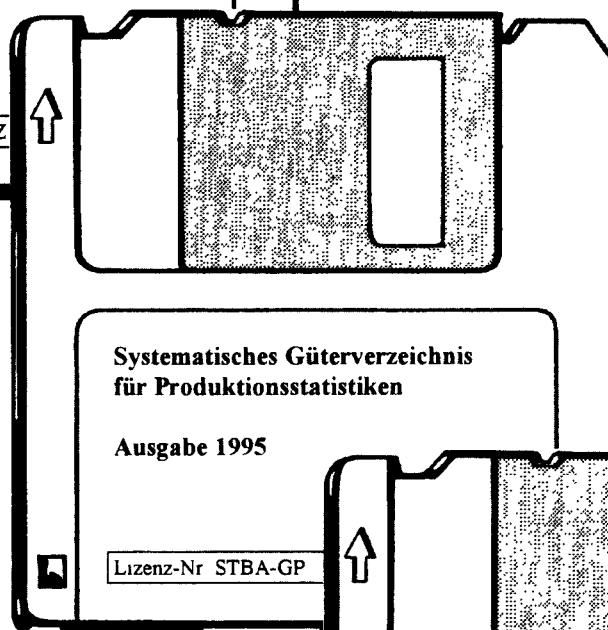 Systematisches Güterverzeichnis
für Produktionsstatistiken
Ausgabe 1995
Lizenz-Nr STBA-GP